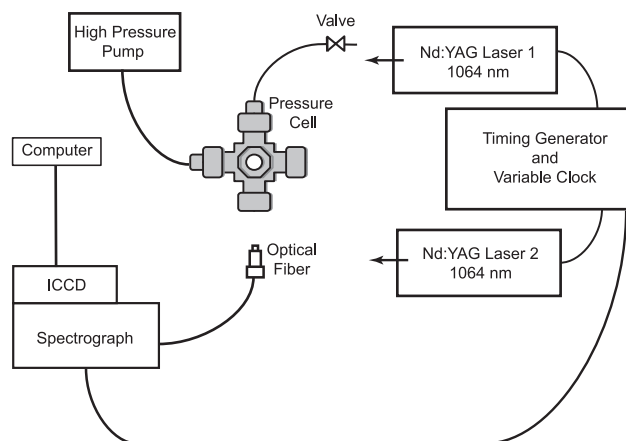 Valve
High Pressure
Pump
Nd:YAG Laser 1
1064 nm
Pressure
Cell
Computer
Timing Generator
and
Variable Clock
Optical
Fiber
Nd:YAG Laser 2
1064 nm
ICCD
Spectrograph